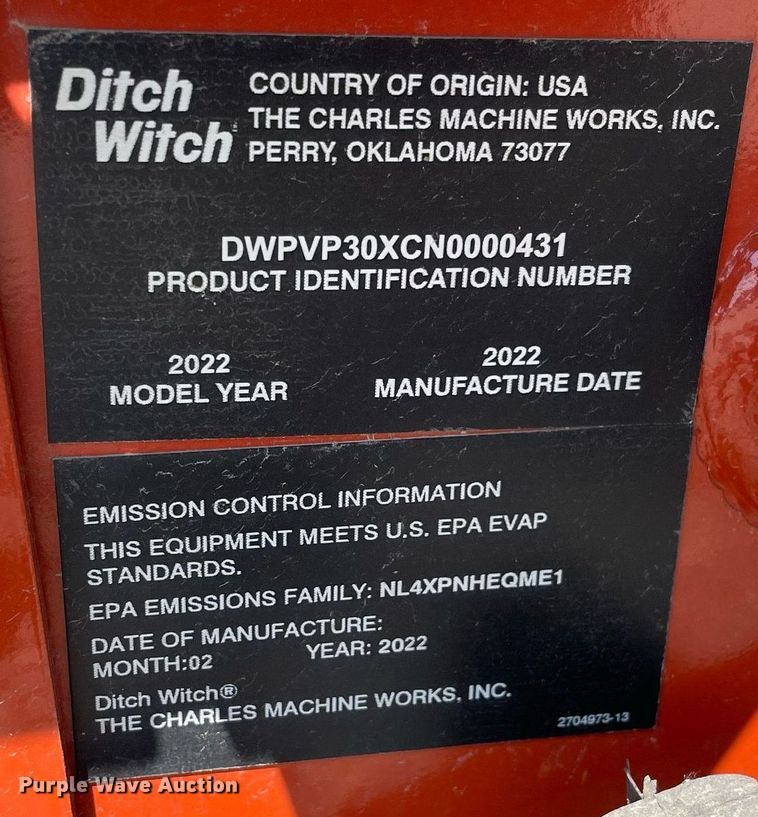 Ditch
Witch
COUNTRY OF ORIGIN: USA
THE CHARLES MACHINE WORKS, INC.
PERRY, OKLAHOMA 73077
DWPVP30XCN0000431
PRODUCT IDENTIFICATION NUMBER
2022
MODEL YEAR
2022
MANUFACTURE DATE
EMISSION CONTROL INFORMATION
THIS EQUIPMENT MEETS U.S. EPA EVAP
STANDARDS.
EPA EMISSIONS FAMILY: NL4XPNHEQME1
DATE OF MANUFACTURE:
MONTH:02 YEAR: 2022
Ditch Witch®
THE CHARLES MACHINE WORKS, INC.
2704973-13
Purple Wave Auction